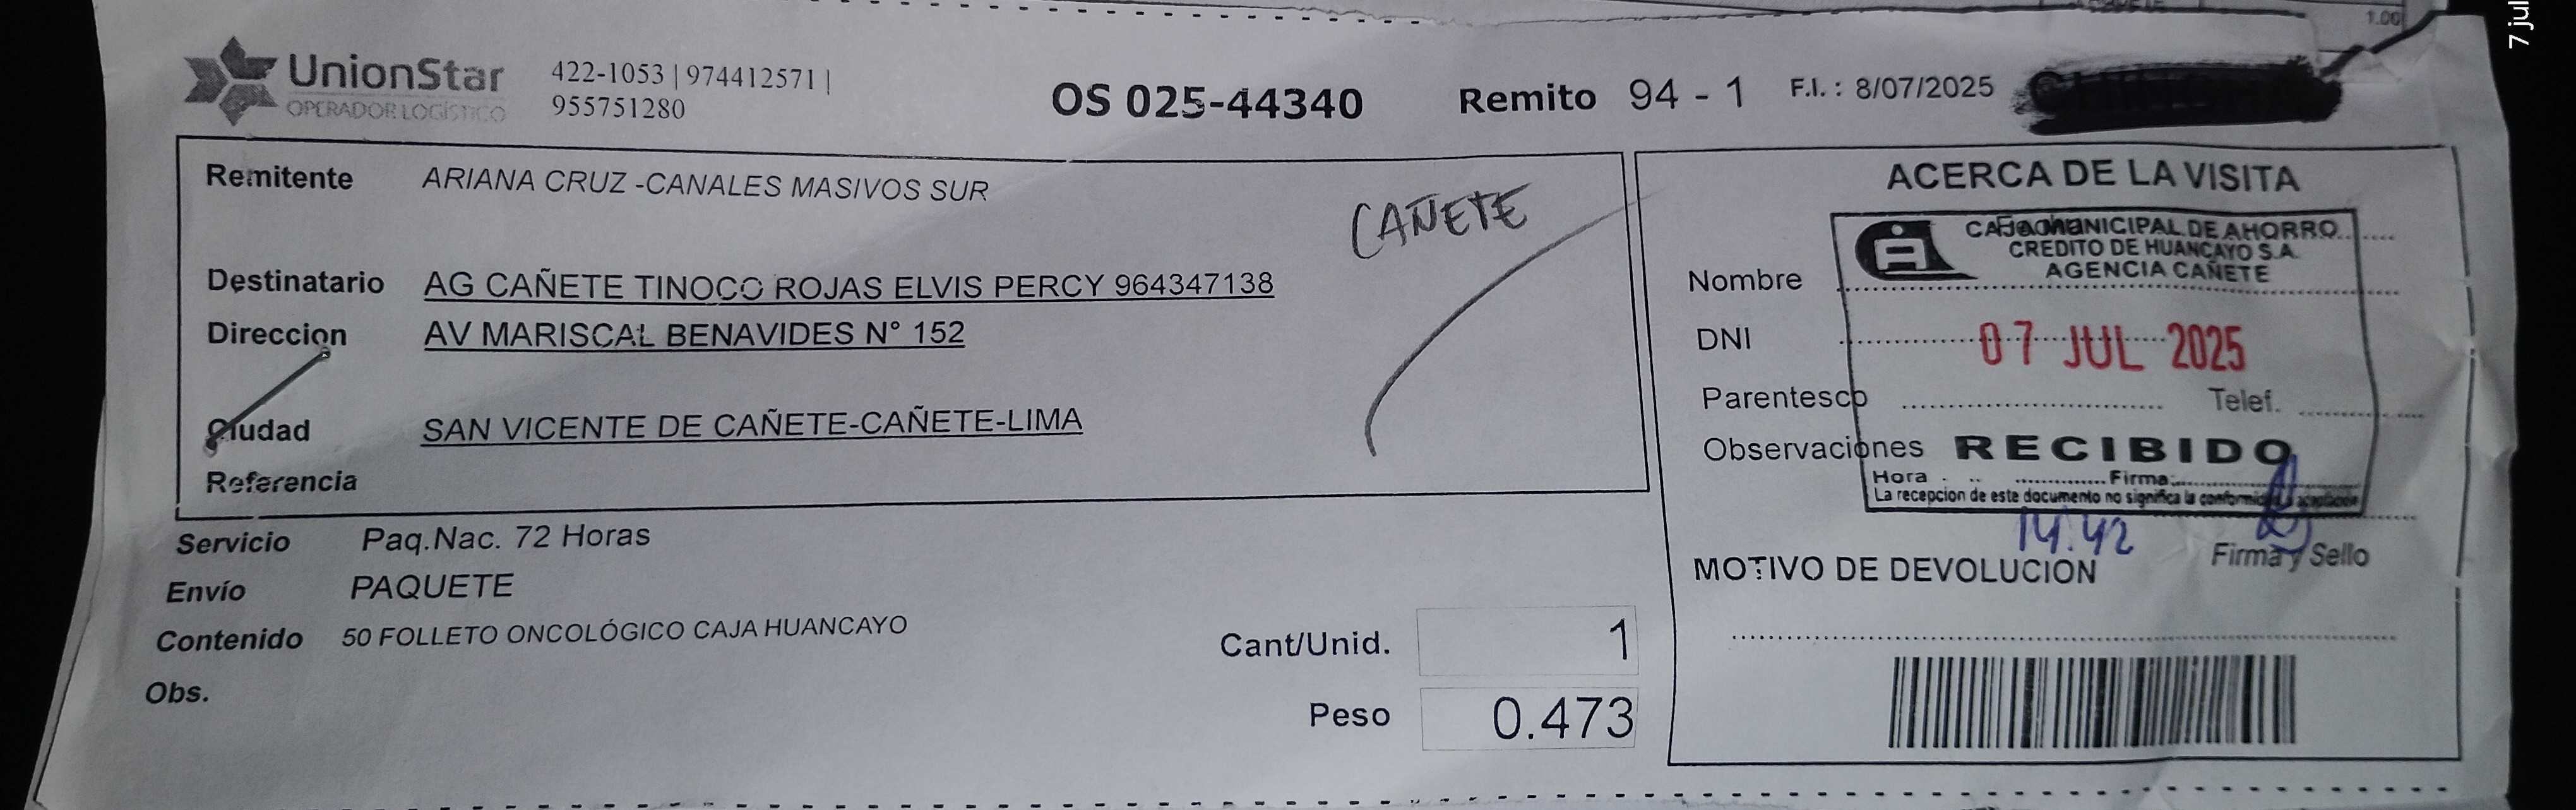 1.00
7 jul
UnionStar
OPERADOR LOGÍSTICO
422-1053 | 974412571 |
955751280
OS 025-44340
Remito 94 - 1
F.I. : 8/07/2025
Remitente ARIANA CRUZ -CANALES MASIVOS SUR
CAÑETE
Destinatario AG CAÑETE TINOCO ROJAS ELVIS PERCY 964347138
Direccion AV MARISCAL BENAVIDES N° 152
Ciudad SAN VICENTE DE CAÑETE-CAÑETE-LIMA
Referencia
Servicio Paq.Nac. 72 Horas
Envío PAQUETE
Contenido 50 FOLLETO ONCOLÓGICO CAJA HUANCAYO
Obs.
Cant/Unid. 1
Peso 0.473
ACERCA DE LA VISITA
Fecha
CAJA MUNICIPAL DE AHORRO
CREDITO DE HUANCAYO S.A.
AGENCIA CAÑETE
Nombre
DNI
07 JUL 2025
Parentesco Telef.
Observaciones
RECIBIDO
Hora Firma:
La recepcion de este documento no significa la conformidad
14:42
Firma y Sello
MOTIVO DE DEVOLUCION